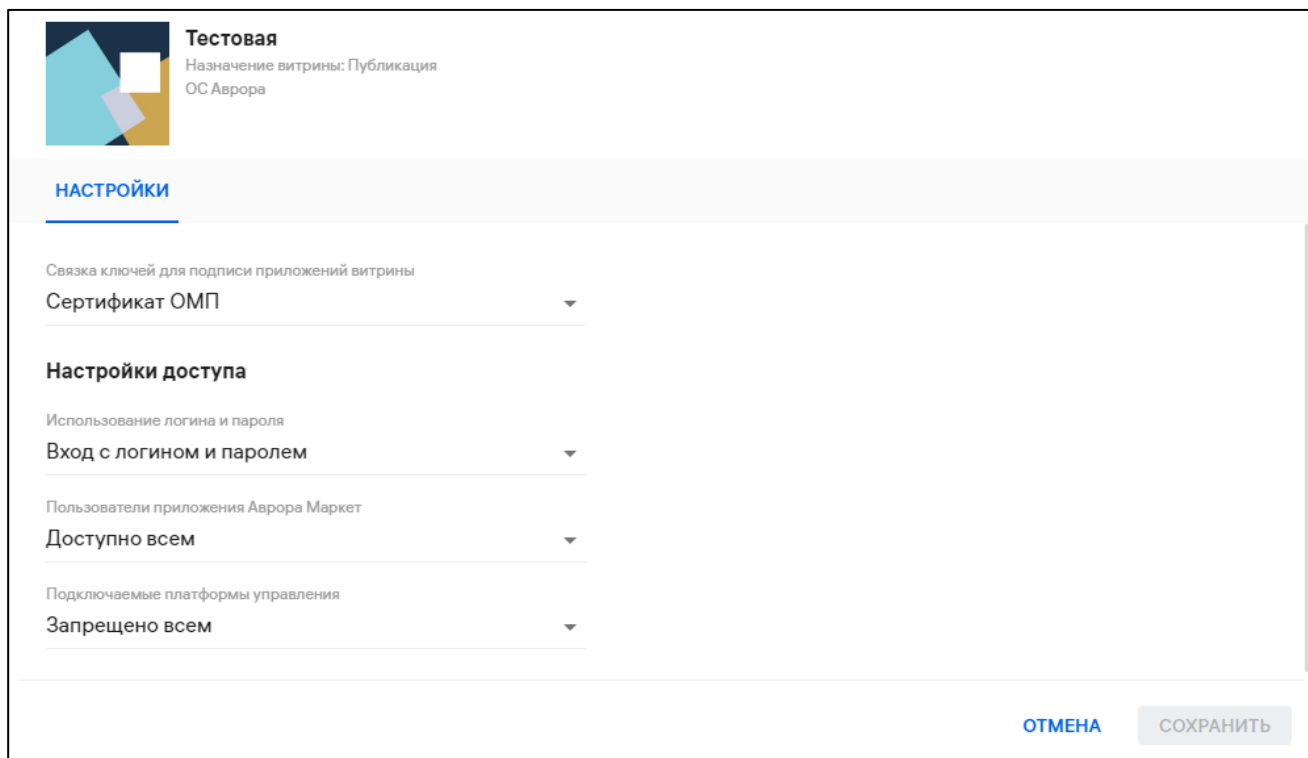 Тестовая
Назначение витрины: Публикация
ОС Аврора
НАСТРОЙКИ
Связка ключей для подписи приложений витрины
Сертификат ОМП
Настройки доступа
Использование логина и пароля
Вход с логином и паролем
Пользователи приложения Аврора Маркет
Доступно всем
Подключаемые платформы управления
Запрещено всем
ОТМЕНА
СОХРАНИТЬ